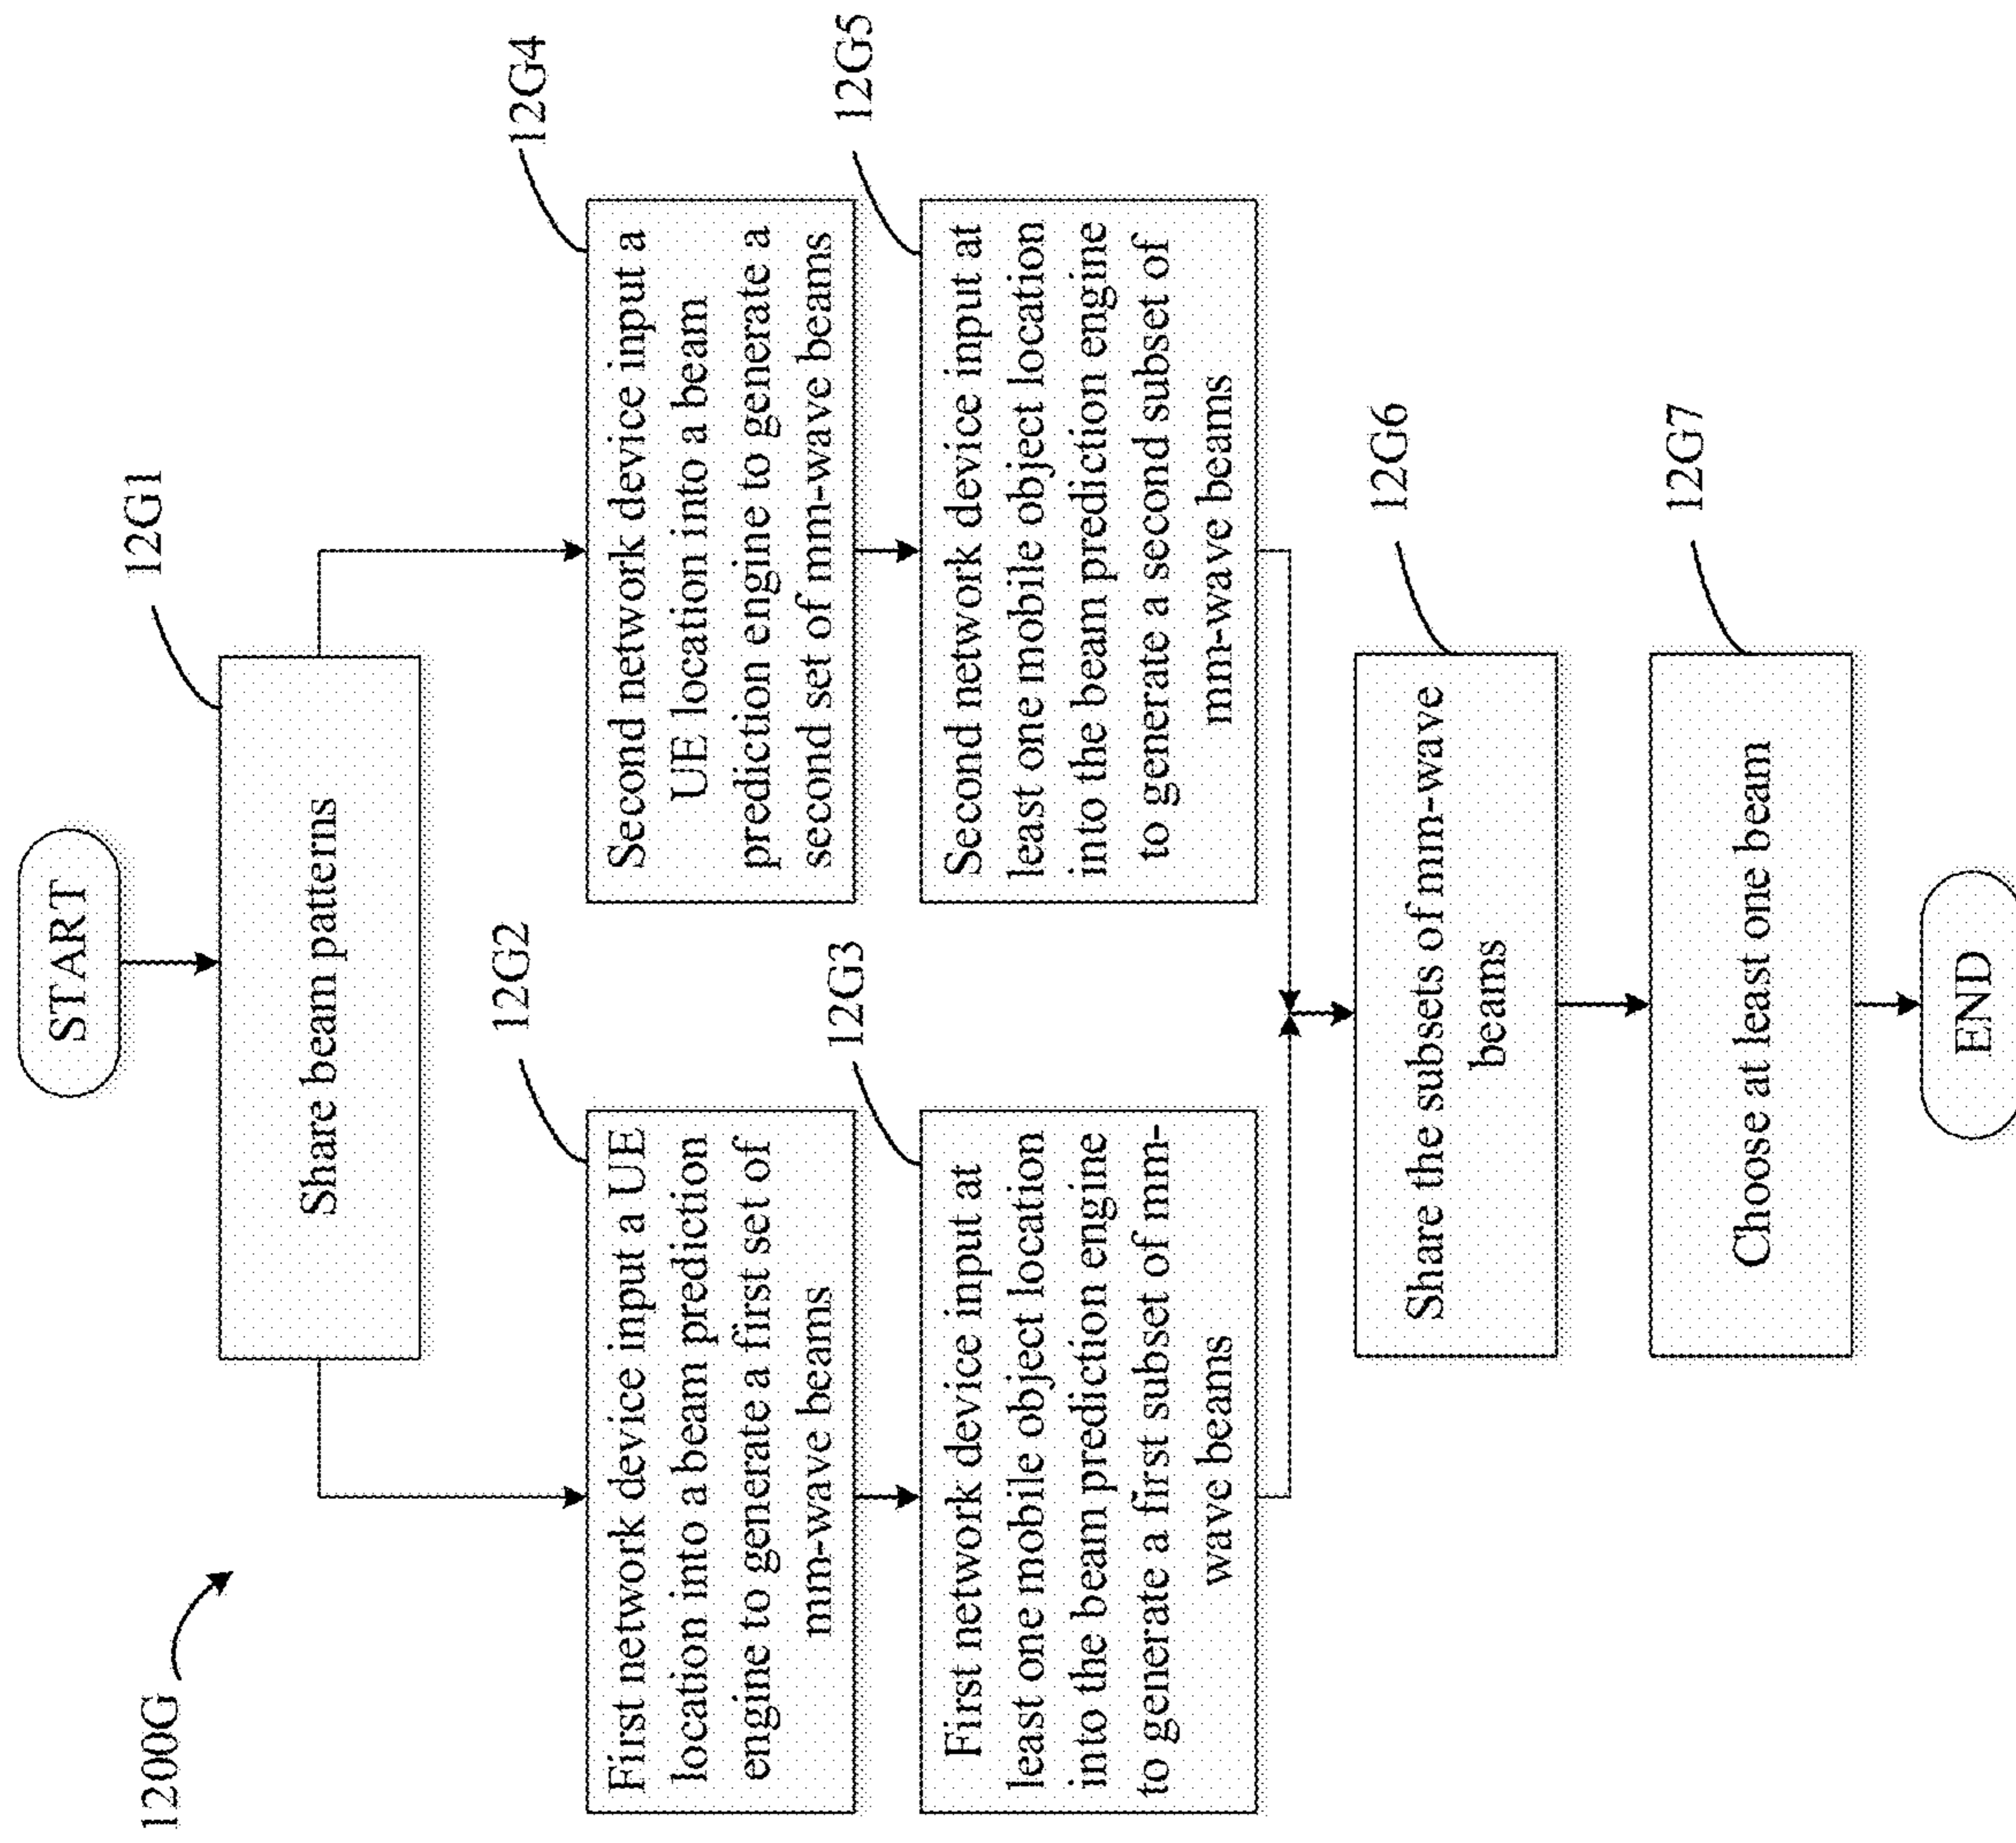 1200G
START
12G1
Share beam patterns
12G2
First network device input a UE
location into a beam prediction
engine to generate a first set of
mm-wave beams
12G4
Second network device input a
UE location into a beam
prediction engine to generate a
second set of mm-wave beams
12G3
First network device input at
least one mobile object location
into the beam prediction engine
to generate a first subset of mm-
wave beams
12G5
Second network device input at
least one mobile object location
into the beam prediction engine
to generate a second subset of
mm-wave beams
12G6
Share the subsets of mm-wave
beams
12G7
Choose at least one beam
END